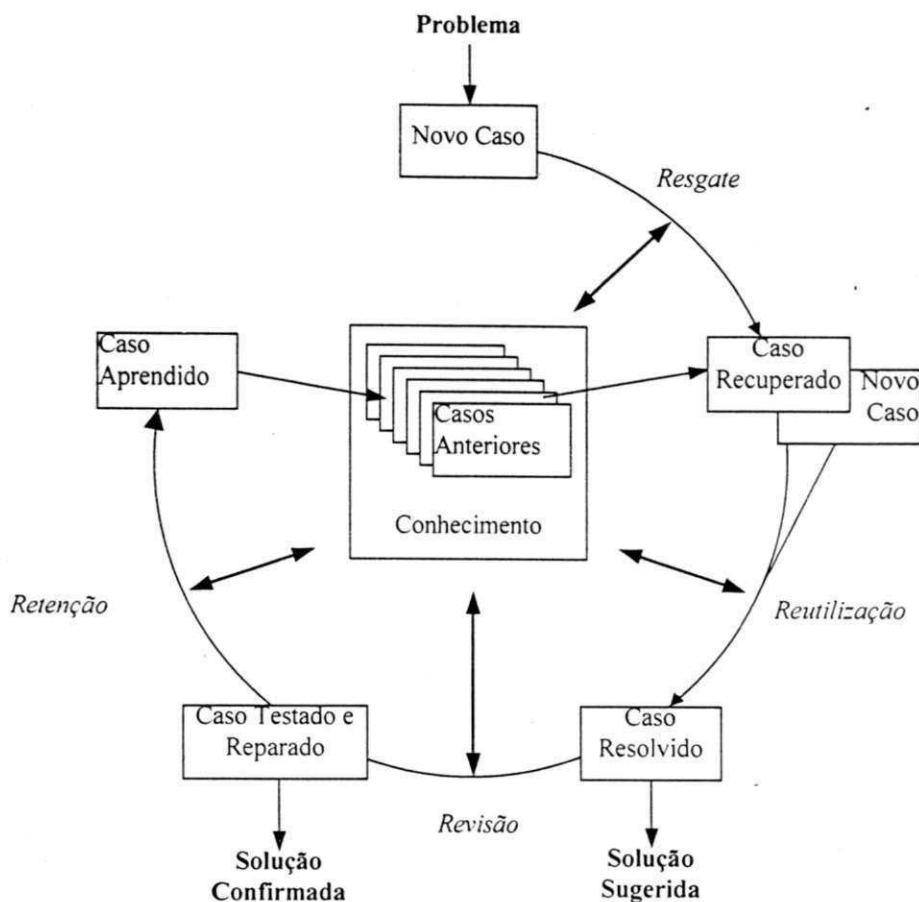 Problema
Novo Caso
Resgate
Caso
Aprendido
Caso
Recuperado
Novo
Caso
Casos
Anteriores
Conhecimento
Retenção
Reutilização
Caso Testado e
Reparado
Caso
Resolvido
Revisão
Solução
Confirmada
Solução
Sugerida